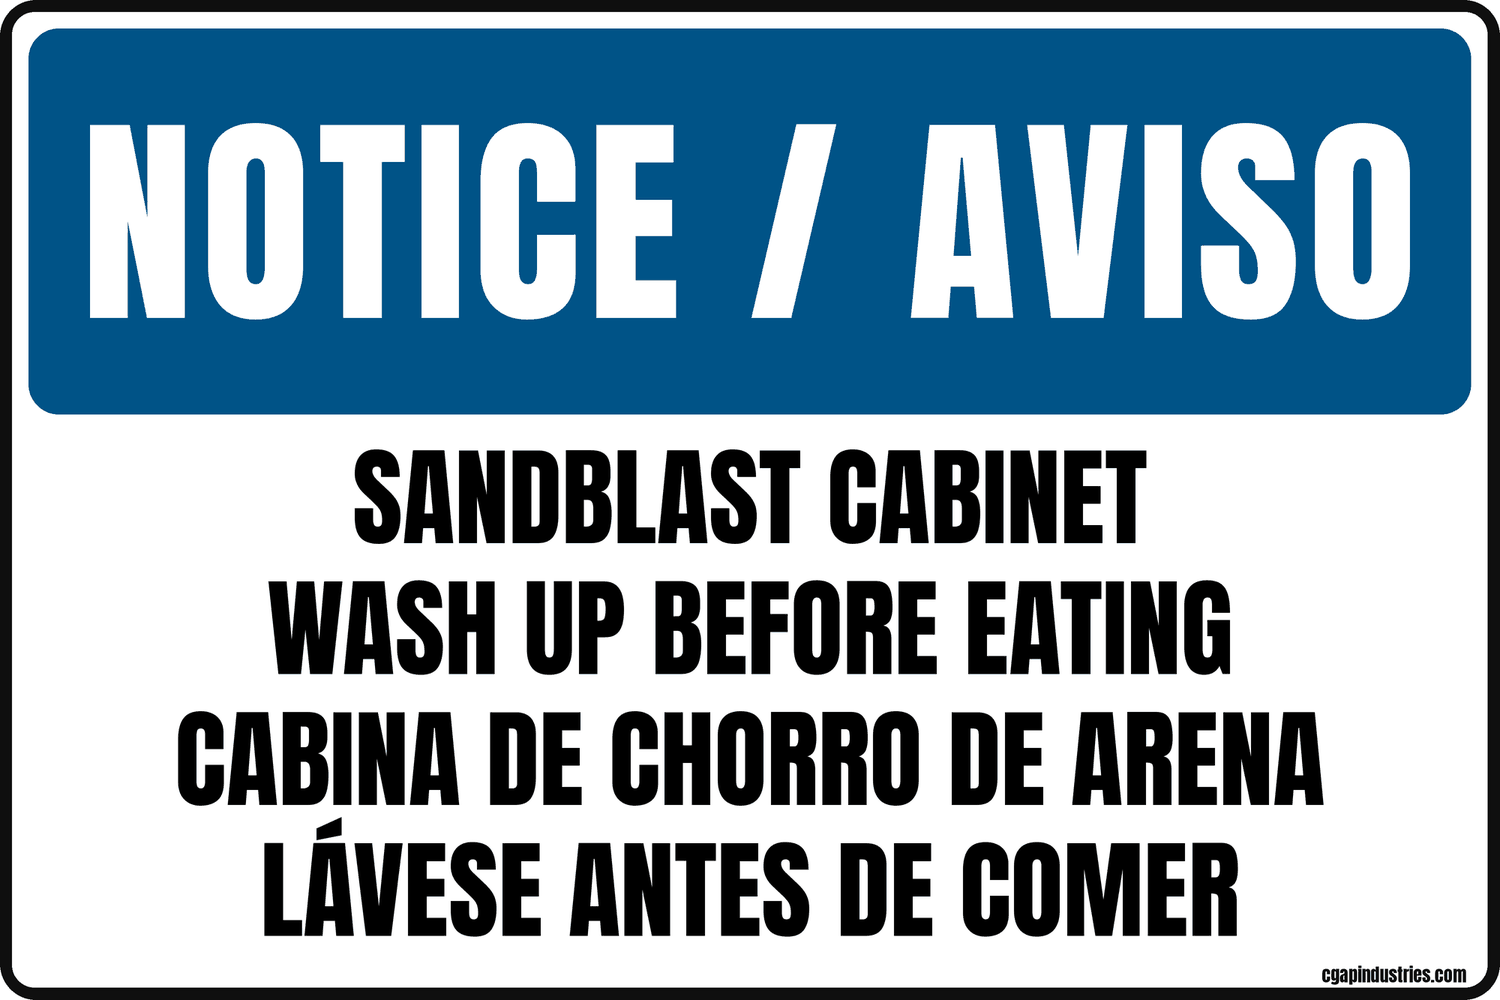 NOTICE / AVISO
SANDBLAST CABINET
WASH UP BEFORE EATING
CABINA DE CHORRO DE ARENA
LÁVESE ANTES DE COMER
cgapindustries.com